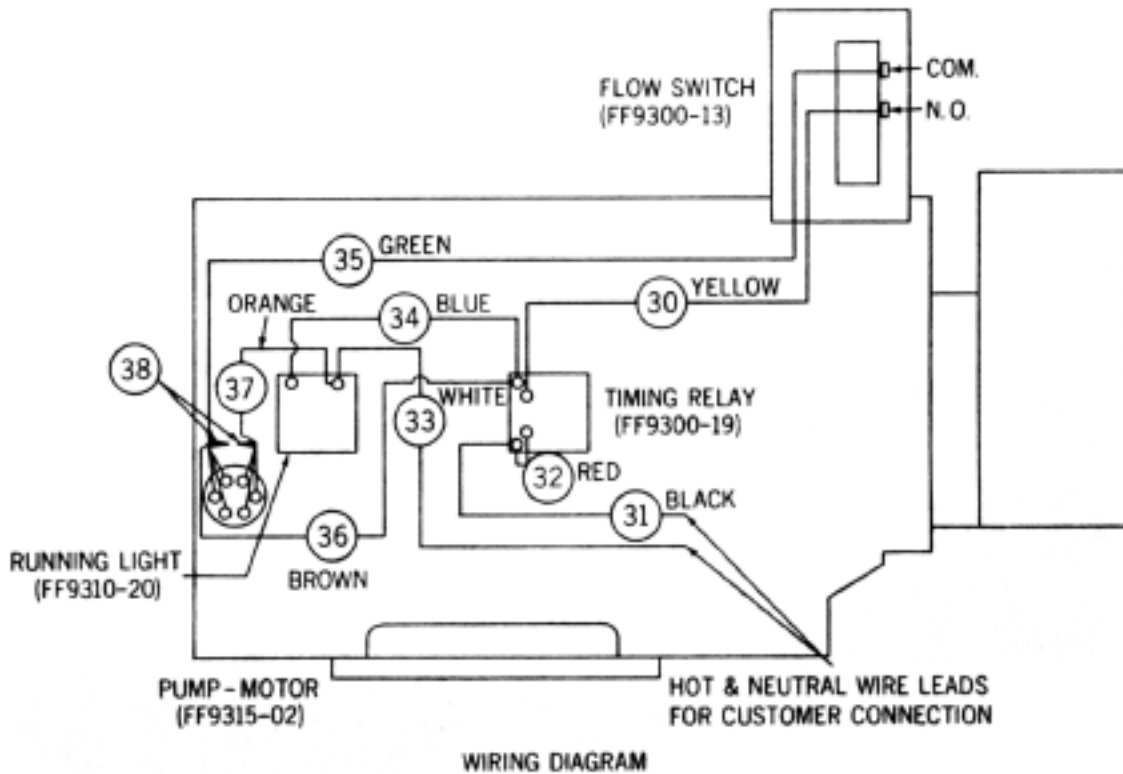 COM.
FLOW SWITCH
(FF9300-13)
N.O.
35 GREEN
30 YELLOW
ORANGE
34 BLUE
38
37
WHITE
33
TIMING RELAY
(FF9300-19)
32 RED
31 BLACK
36
BROWN
RUNNING LIGHT
(FF9310-20)
PUMP-MOTOR
(FF9315-02)
HOT & NEUTRAL WIRE LEADS
FOR CUSTOMER CONNECTION
WIRING DIAGRAM